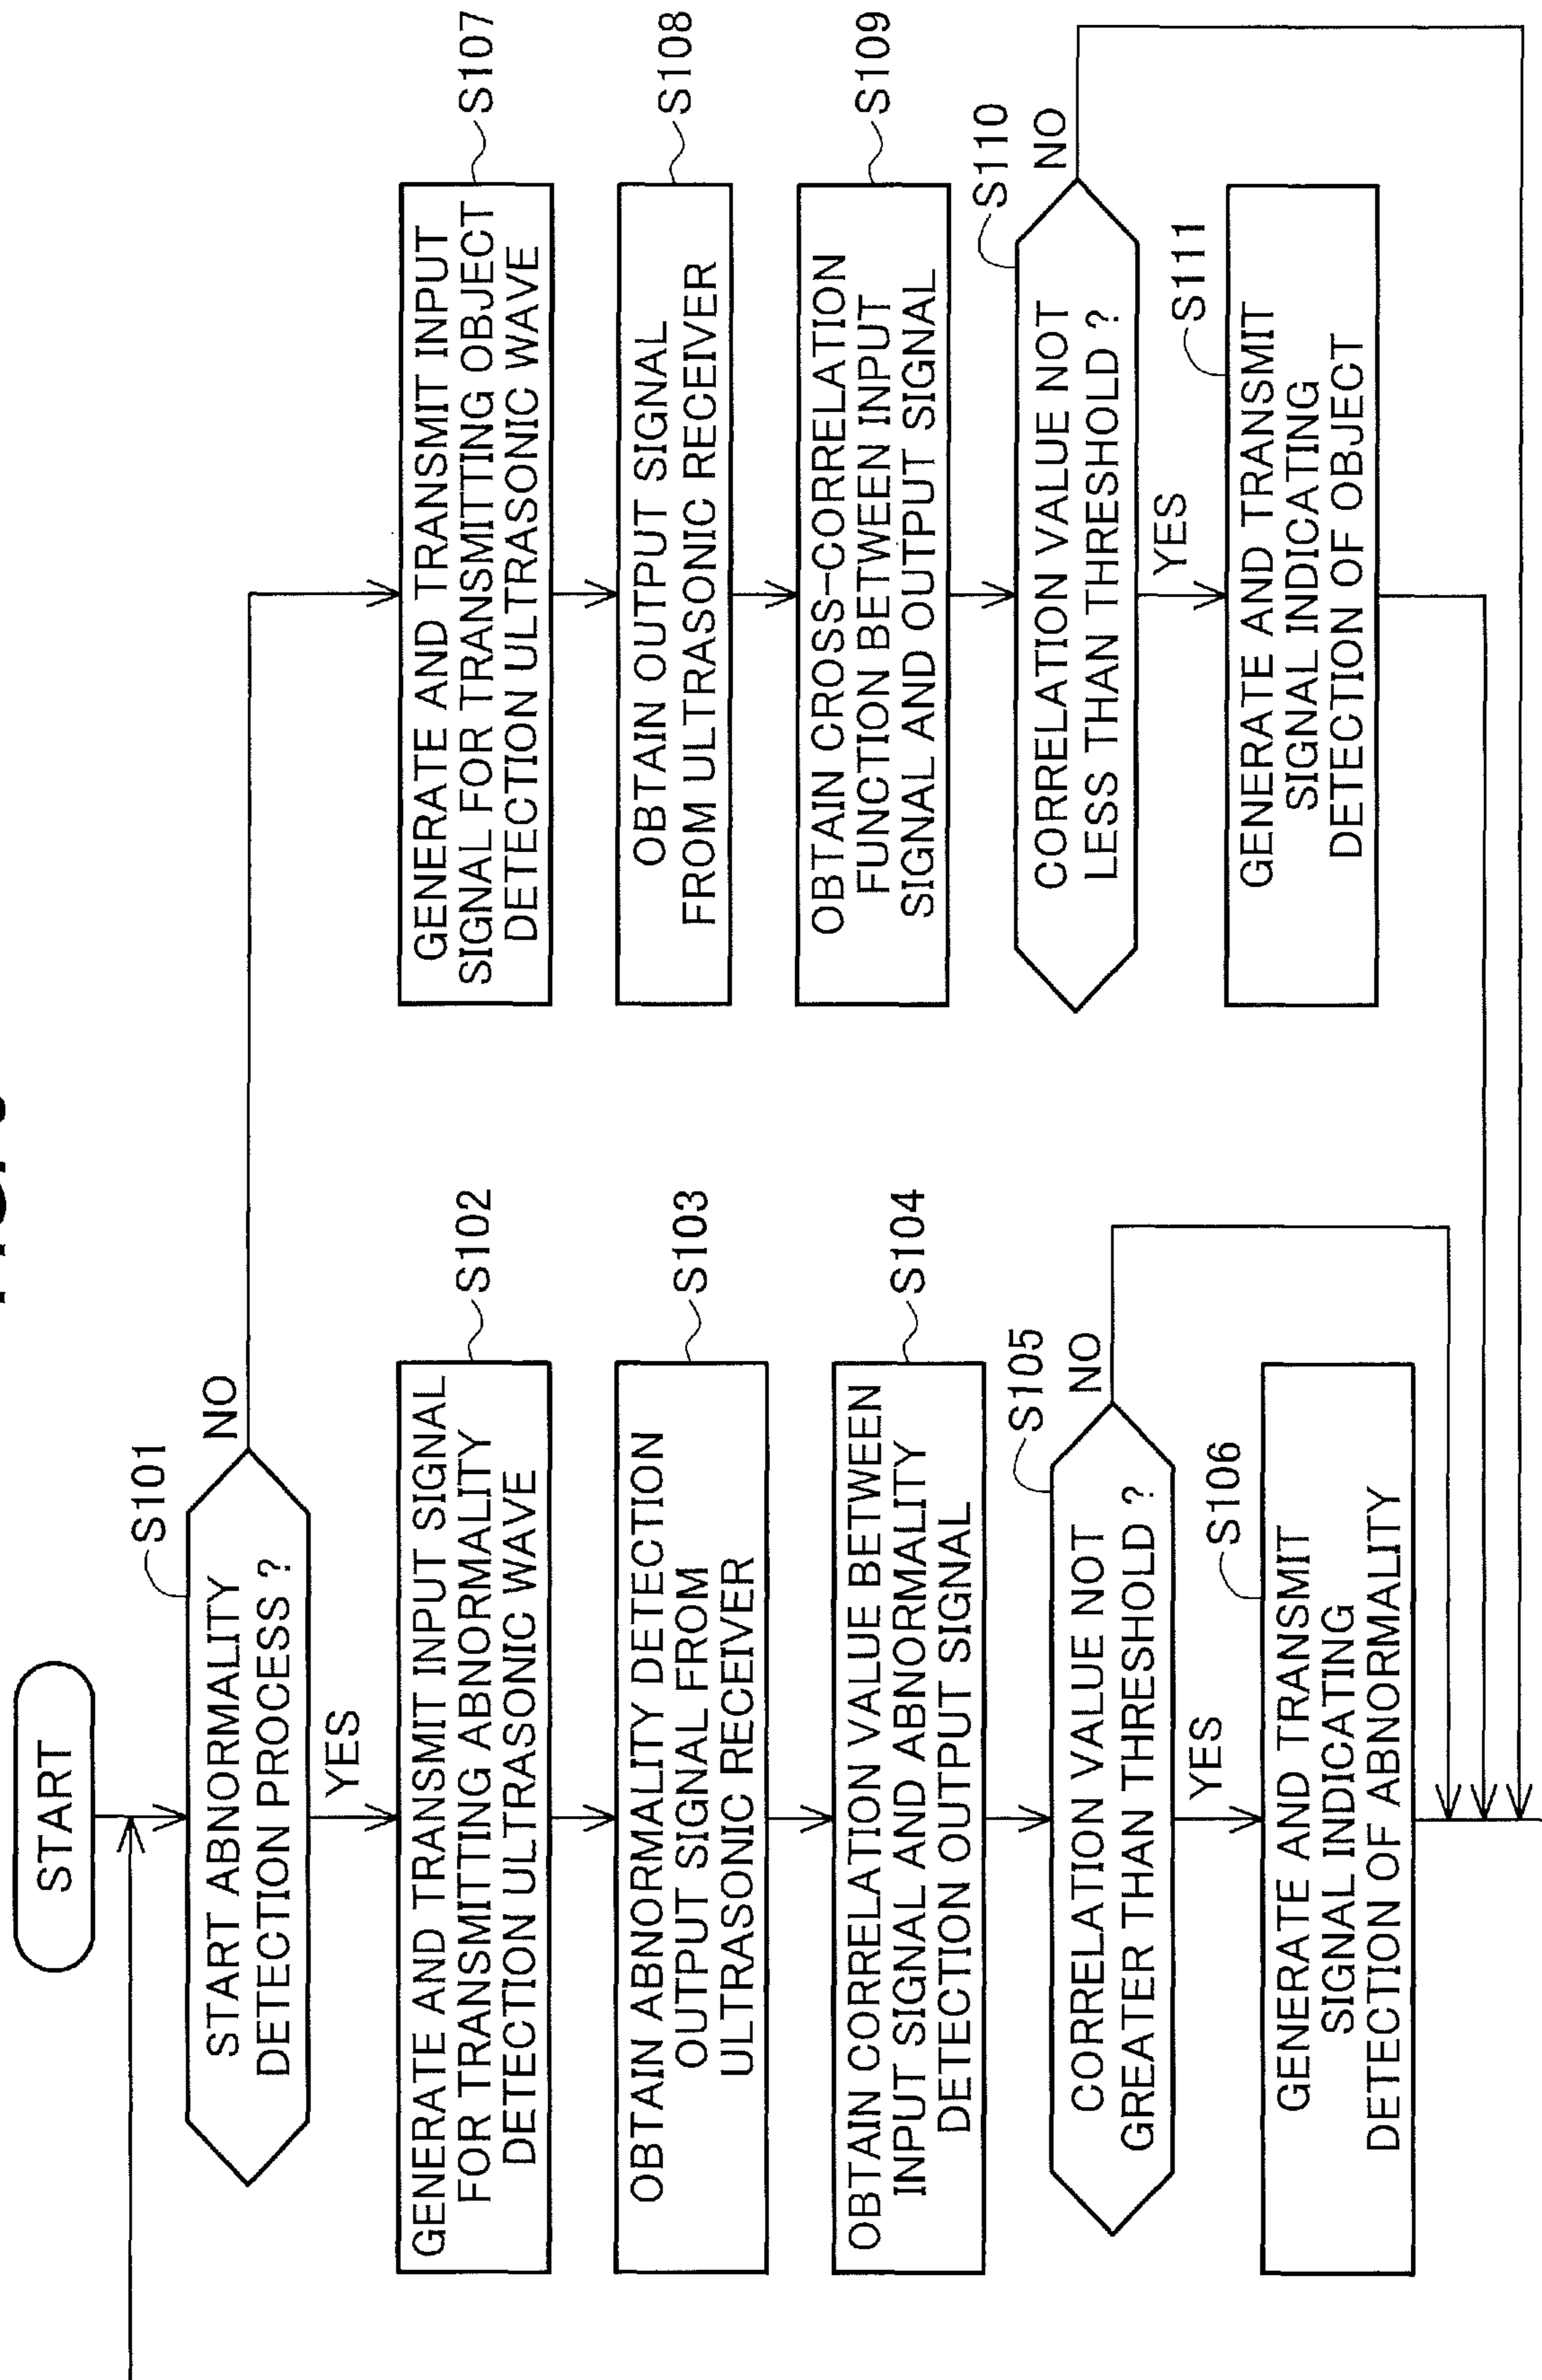 START
S101
START ABNORMALITY
DETECTION PROCESS ?
NO
YES
GENERATE AND TRANSMIT INPUT SIGNAL
FOR TRANSMITTING ABNORMALITY
DETECTION ULTRASONIC WAVE
S102
OBTAIN ABNORMALITY DETECTION
OUTPUT SIGNAL FROM
ULTRASONIC RECEIVER
S103
OBTAIN CORRELATION VALUE BETWEEN
INPUT SIGNAL AND ABNORMALITY
DETECTION OUTPUT SIGNAL
S104
S105
CORRELATION VALUE NOT
GREATER THAN THRESHOLD ?
NO
YES
S106
GENERATE AND TRANSMIT
SIGNAL INDICATING
DETECTION OF ABNORMALITY
GENERATE AND TRANSMIT INPUT
SIGNAL FOR TRANSMITTING OBJECT
DETECTION ULTRASONIC WAVE
S107
OBTAIN OUTPUT SIGNAL
FROM ULTRASONIC RECEIVER
S108
OBTAIN CROSS-CORRELATION
FUNCTION BETWEEN INPUT
SIGNAL AND OUTPUT SIGNAL
S109
S110
CORRELATION VALUE NOT
LESS THAN THRESHOLD ?
NO
YES
S111
GENERATE AND TRANSMIT
SIGNAL INDICATING
DETECTION OF OBJECT